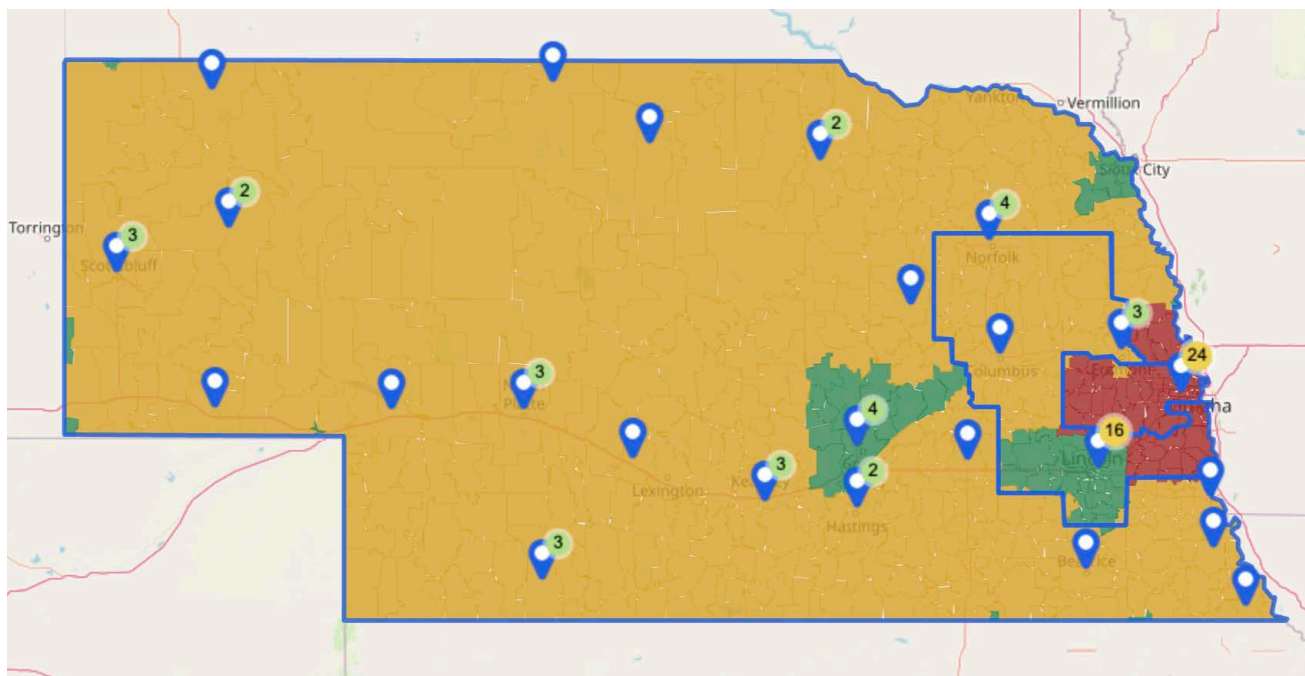 Yankton
Vermillion
2
Sioux City
2
4
Torrington
3
Scottsbluff
Norfolk
3
24
3
Columbus
Fremont
Omaha
4
16
Lincoln
3
Kearney
2
Lexington
Hastings
3
Beatrice